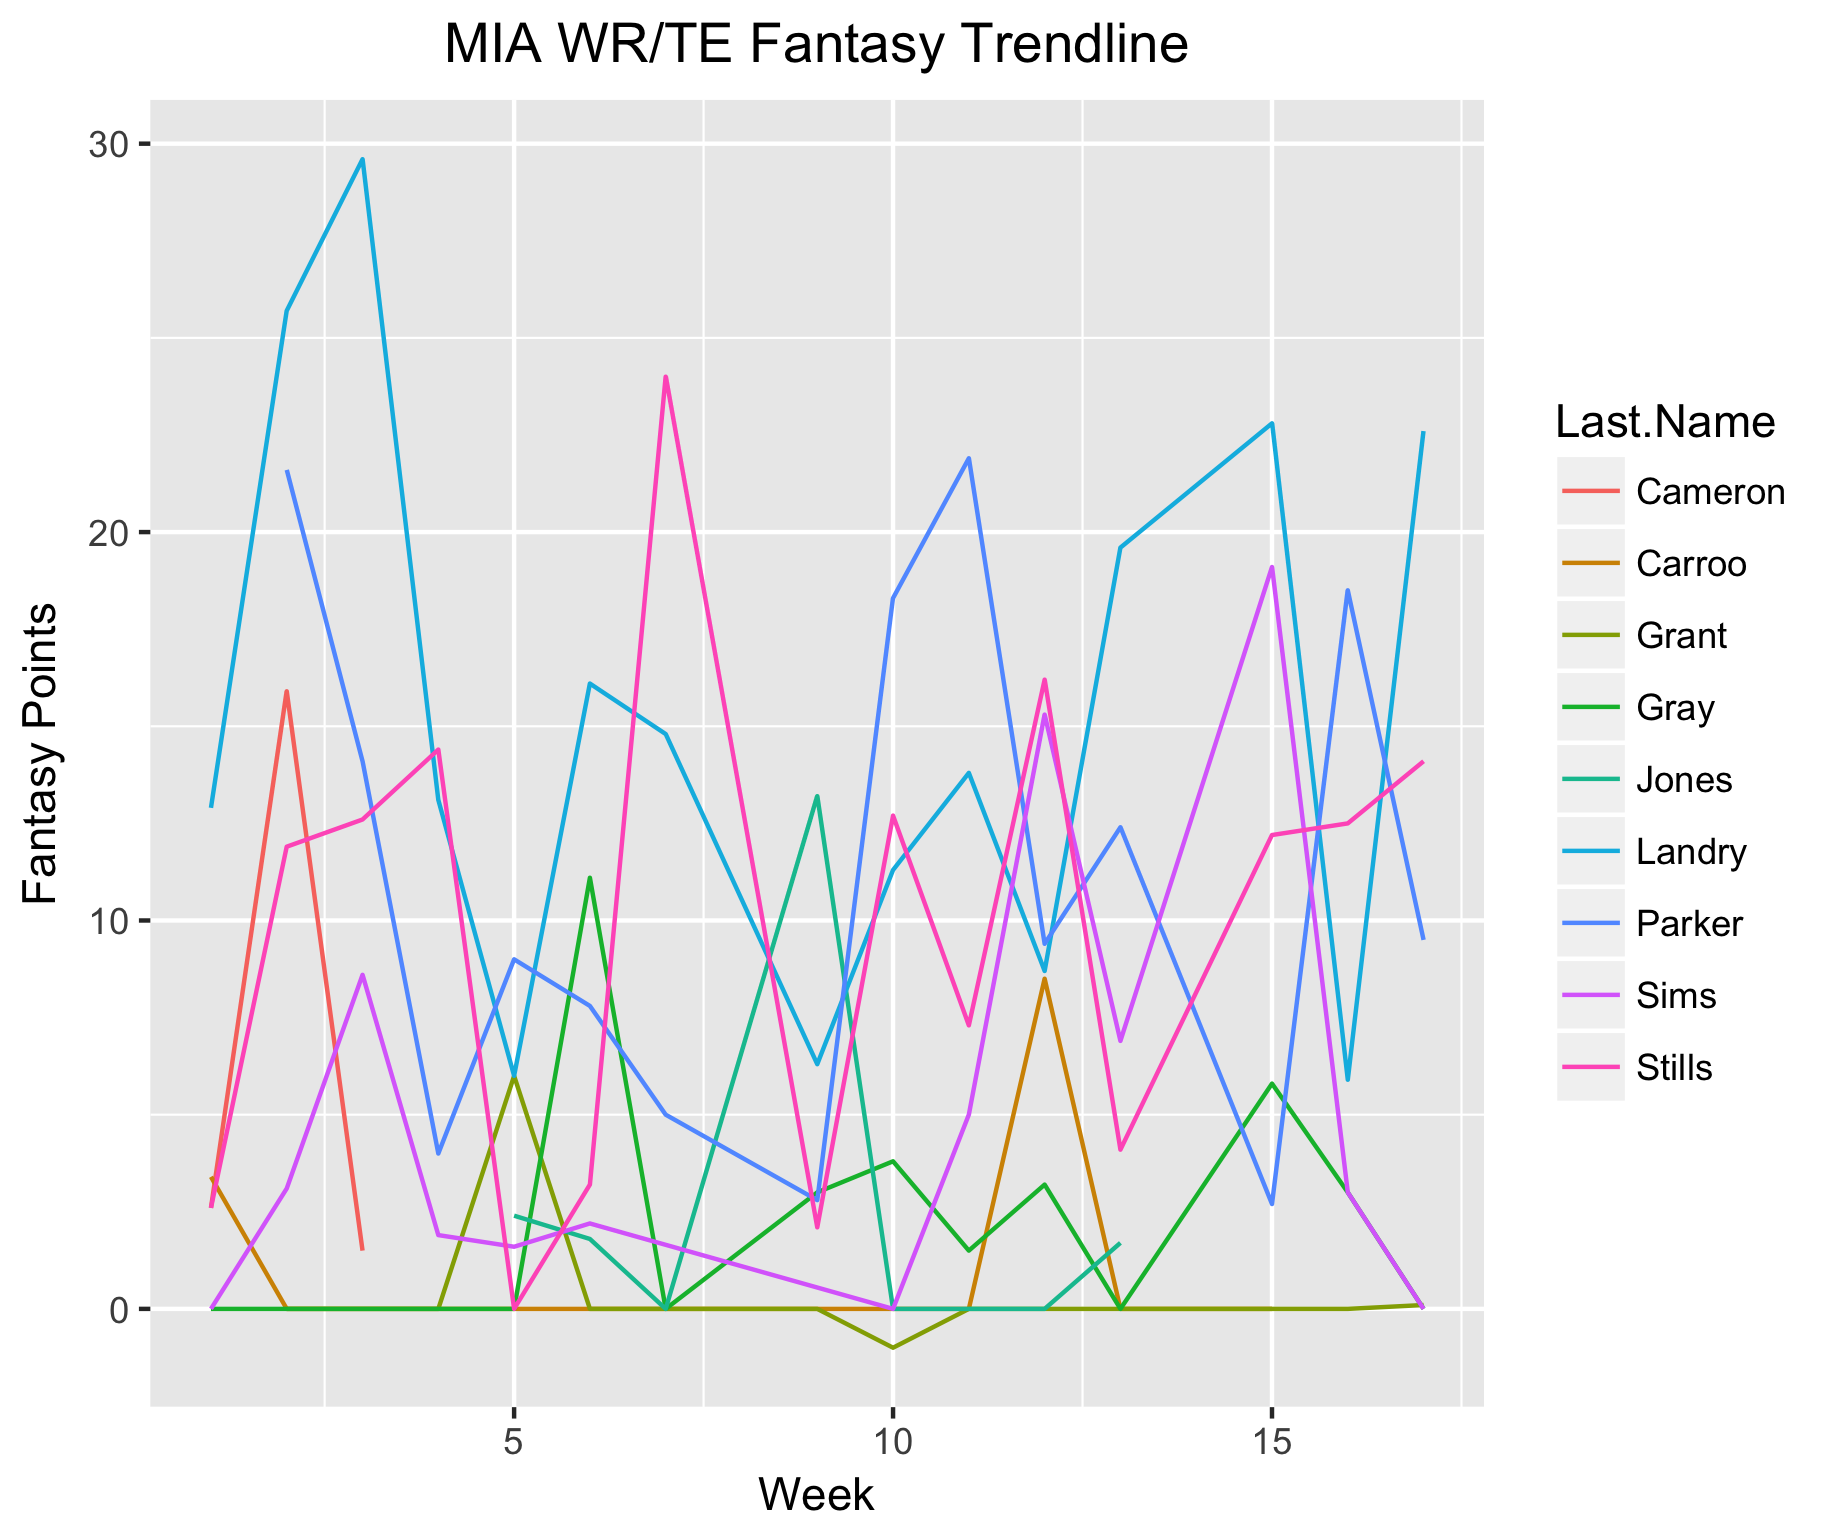 MIA WR/TE Fantasy Trendline
30
20
10
0
Fantasy Points
5 10 15
Week
Last.Name
Cameron
Carroo
Grant
Gray
Jones
Landry
Parker
Sims
Stills